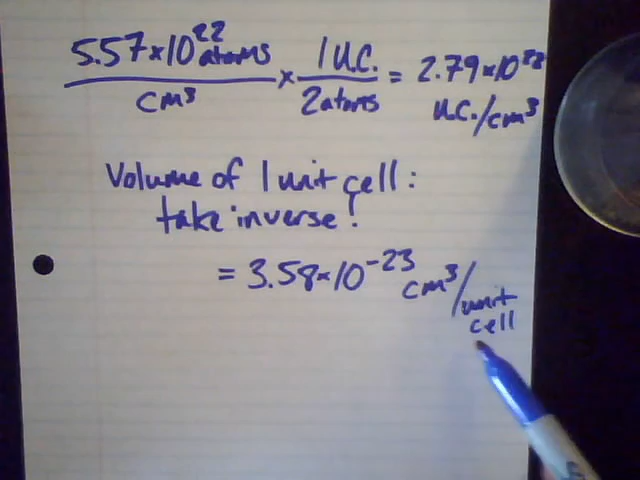 5.57×10²² atoms / cm³ × 1 U.C. / 2 atoms = 2.79×10²² U.C./cm³
Volume of 1 unit cell:
take inverse!
= 3.58×10⁻²³ cm³/unit cell